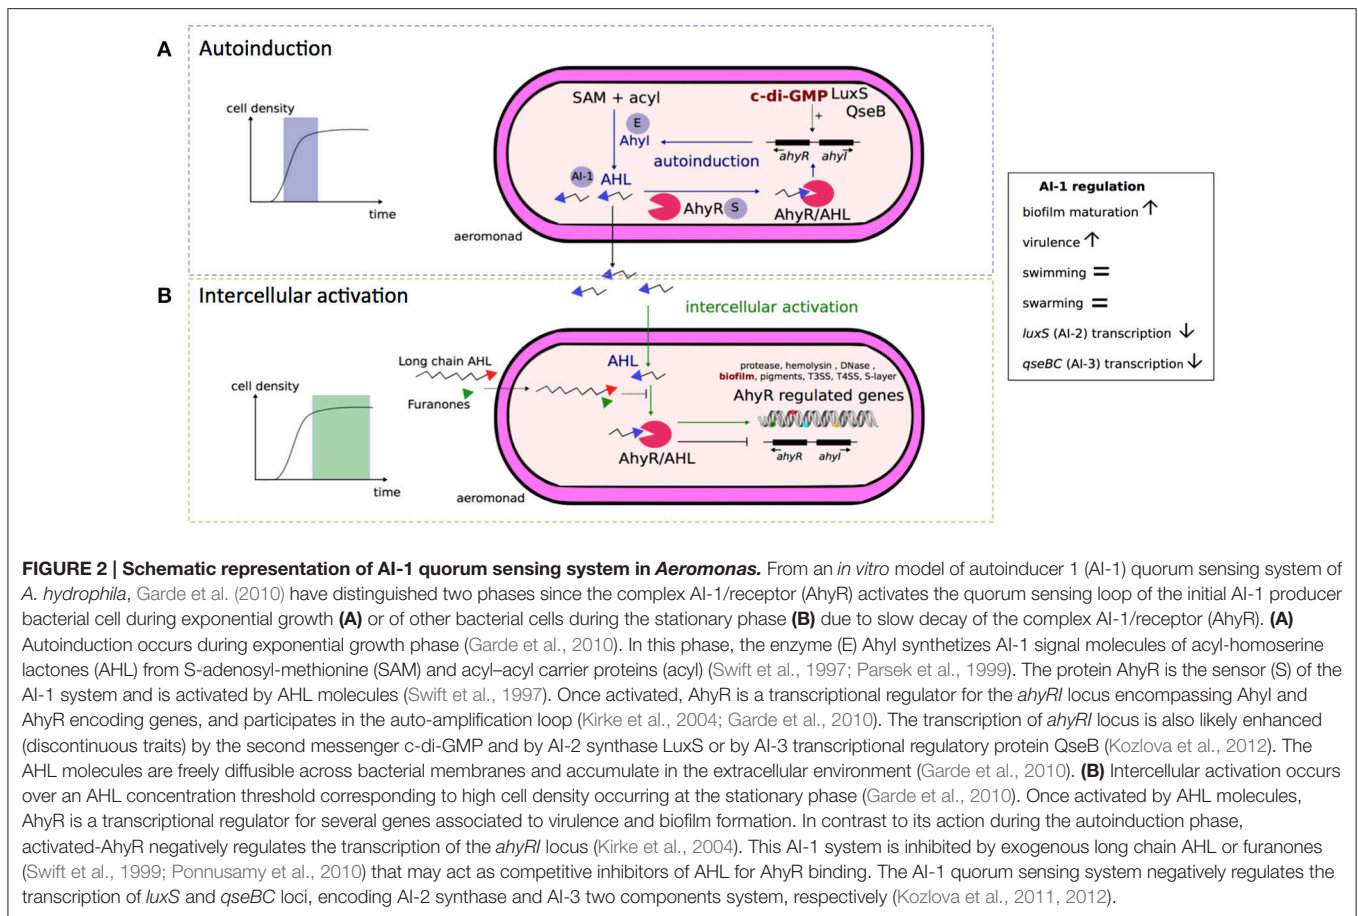 A
Autoinduction
cell density
time
SAM + acyl
E
AhyI
AI-1
AHL
autoinduction
c-di-GMP LuxS
QseB
+
ahyR ahyI
AhyR S
AhyR/AHL
aeromonad
AI-1 regulation
biofilm maturation ↑
virulence ↑
swimming =
swarming =
luxS (AI-2) transcription ↓
qseBC (AI-3) transcription ↓
B
Intercellular activation
intercellular activation
cell density
time
Long chain AHL
Furanones
AHL
protease, hemolysin , DNase ,
biofilm, pigments, T3SS, T4SS, S-layer
AhyR regulated genes
AhyR/AHL
ahyR ahyI
aeromonad
FIGURE 2 | Schematic representation of AI-1 quorum sensing system in Aeromonas. From an in vitro model of autoinducer 1 (AI-1) quorum sensing system of
A. hydrophila, Garde et al. (2010) have distinguished two phases since the complex AI-1/receptor (AhyR) activates the quorum sensing loop of the initial AI-1 producer
bacterial cell during exponential growth (A) or of other bacterial cells during the stationary phase (B) due to slow decay of the complex AI-1/receptor (AhyR). (A)
Autoinduction occurs during exponential growth phase (Garde et al., 2010). In this phase, the enzyme (E) AhyI synthetizes AI-1 signal molecules of acyl-homoserine
lactones (AHL) from S-adenosyl-methionine (SAM) and acyl–acyl carrier proteins (acyl) (Swift et al., 1997; Parsek et al., 1999). The protein AhyR is the sensor (S) of the
AI-1 system and is activated by AHL molecules (Swift et al., 1997). Once activated, AhyR is a transcriptional regulator for the ahyRI locus encompassing AhyI and
AhyR encoding genes, and participates in the auto-amplification loop (Kirke et al., 2004; Garde et al., 2010). The transcription of ahyRI locus is also likely enhanced
(discontinuous traits) by the second messenger c-di-GMP and by AI-2 synthase LuxS or by AI-3 transcriptional regulatory protein QseB (Kozlova et al., 2012). The
AHL molecules are freely diffusible across bacterial membranes and accumulate in the extracellular environment (Garde et al., 2010). (B) Intercellular activation occurs
over an AHL concentration threshold corresponding to high cell density occurring at the stationary phase (Garde et al., 2010). Once activated by AHL molecules,
AhyR is a transcriptional regulator for several genes associated to virulence and biofilm formation. In contrast to its action during the autoinduction phase,
activated-AhyR negatively regulates the transcription of the ahyRI locus (Kirke et al., 2004). This AI-1 system is inhibited by exogenous long chain AHL or furanones
(Swift et al., 1999; Ponnusamy et al., 2010) that may act as competitive inhibitors of AHL for AhyR binding. The AI-1 quorum sensing system negatively regulates the
transcription of luxS and qseBC loci, encoding AI-2 synthase and AI-3 two components system, respectively (Kozlova et al., 2011, 2012).